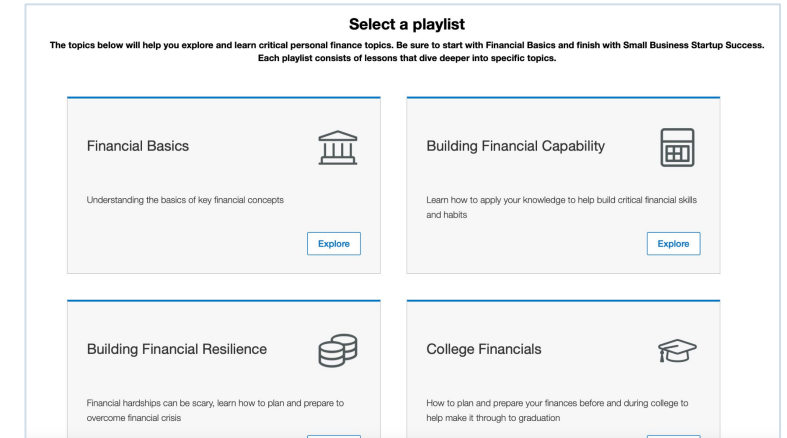 Select a playlist
The topics below will help you explore and learn critical personal finance topics. Be sure to start with Financial Basics and finish with Small Business Startup Success.
Each playlist consists of lessons that dive deeper into specific topics.
Financial Basics
Understanding the basics of key financial concepts
Explore
Building Financial Capability
Learn how to apply your knowledge to help build critical financial skills
and habits
Explore
Building Financial Resilience
Financial hardships can be scary, learn how to plan and prepare to
overcome financial crisis
College Financials
How to plan and prepare your finances before and during college to
help make it through to graduation